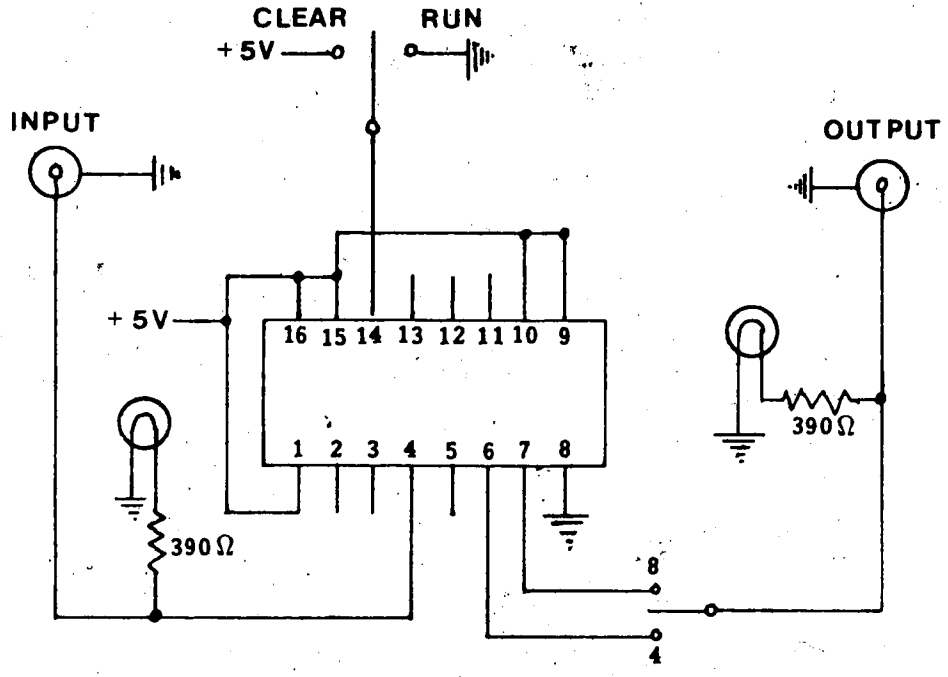 CLEAR RUN
+ 5V
INPUT
OUTPUT
+ 5V
16 15 14 13 12 11 10 9
390Ω
1 2 3 4 5 6 7 8
390Ω
8
4